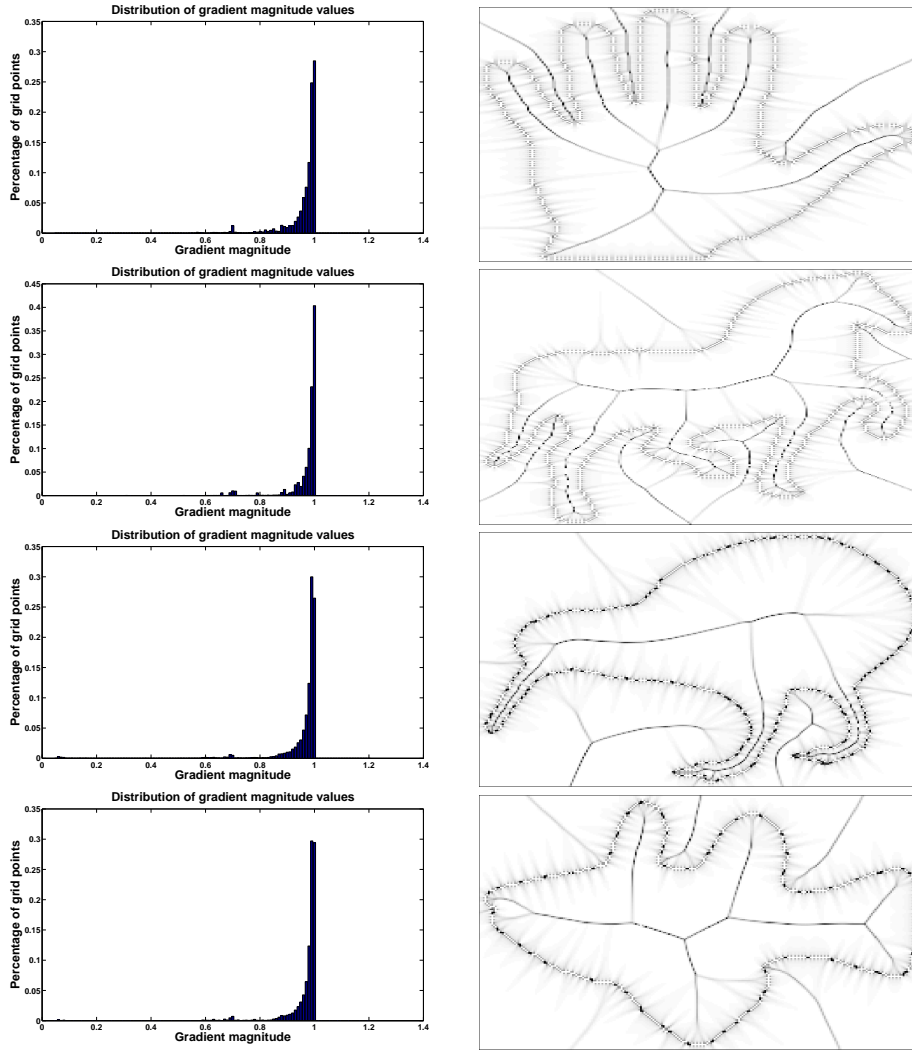 Distribution of gradient magnitude values
Percentage of grid points
0.35
0.3
0.25
0.2
0.15
0.1
0.05
0
0 0.2 0.4 0.6 0.8 1 1.2 1.4
Gradient magnitude
Distribution of gradient magnitude values
Percentage of grid points
0.45
0.4
0.35
0.3
0.25
0.2
0.15
0.1
0.05
0
0 0.2 0.4 0.6 0.8 1 1.2 1.4
Gradient magnitude
Distribution of gradient magnitude values
Percentage of grid points
0.35
0.3
0.25
0.2
0.15
0.1
0.05
0
0 0.2 0.4 0.6 0.8 1 1.2 1.4
Gradient magnitude
Distribution of gradient magnitude values
Percentage of grid points
0.35
0.3
0.25
0.2
0.15
0.1
0.05
0
0 0.2 0.4 0.6 0.8 1 1.2 1.4
Gradient magnitude